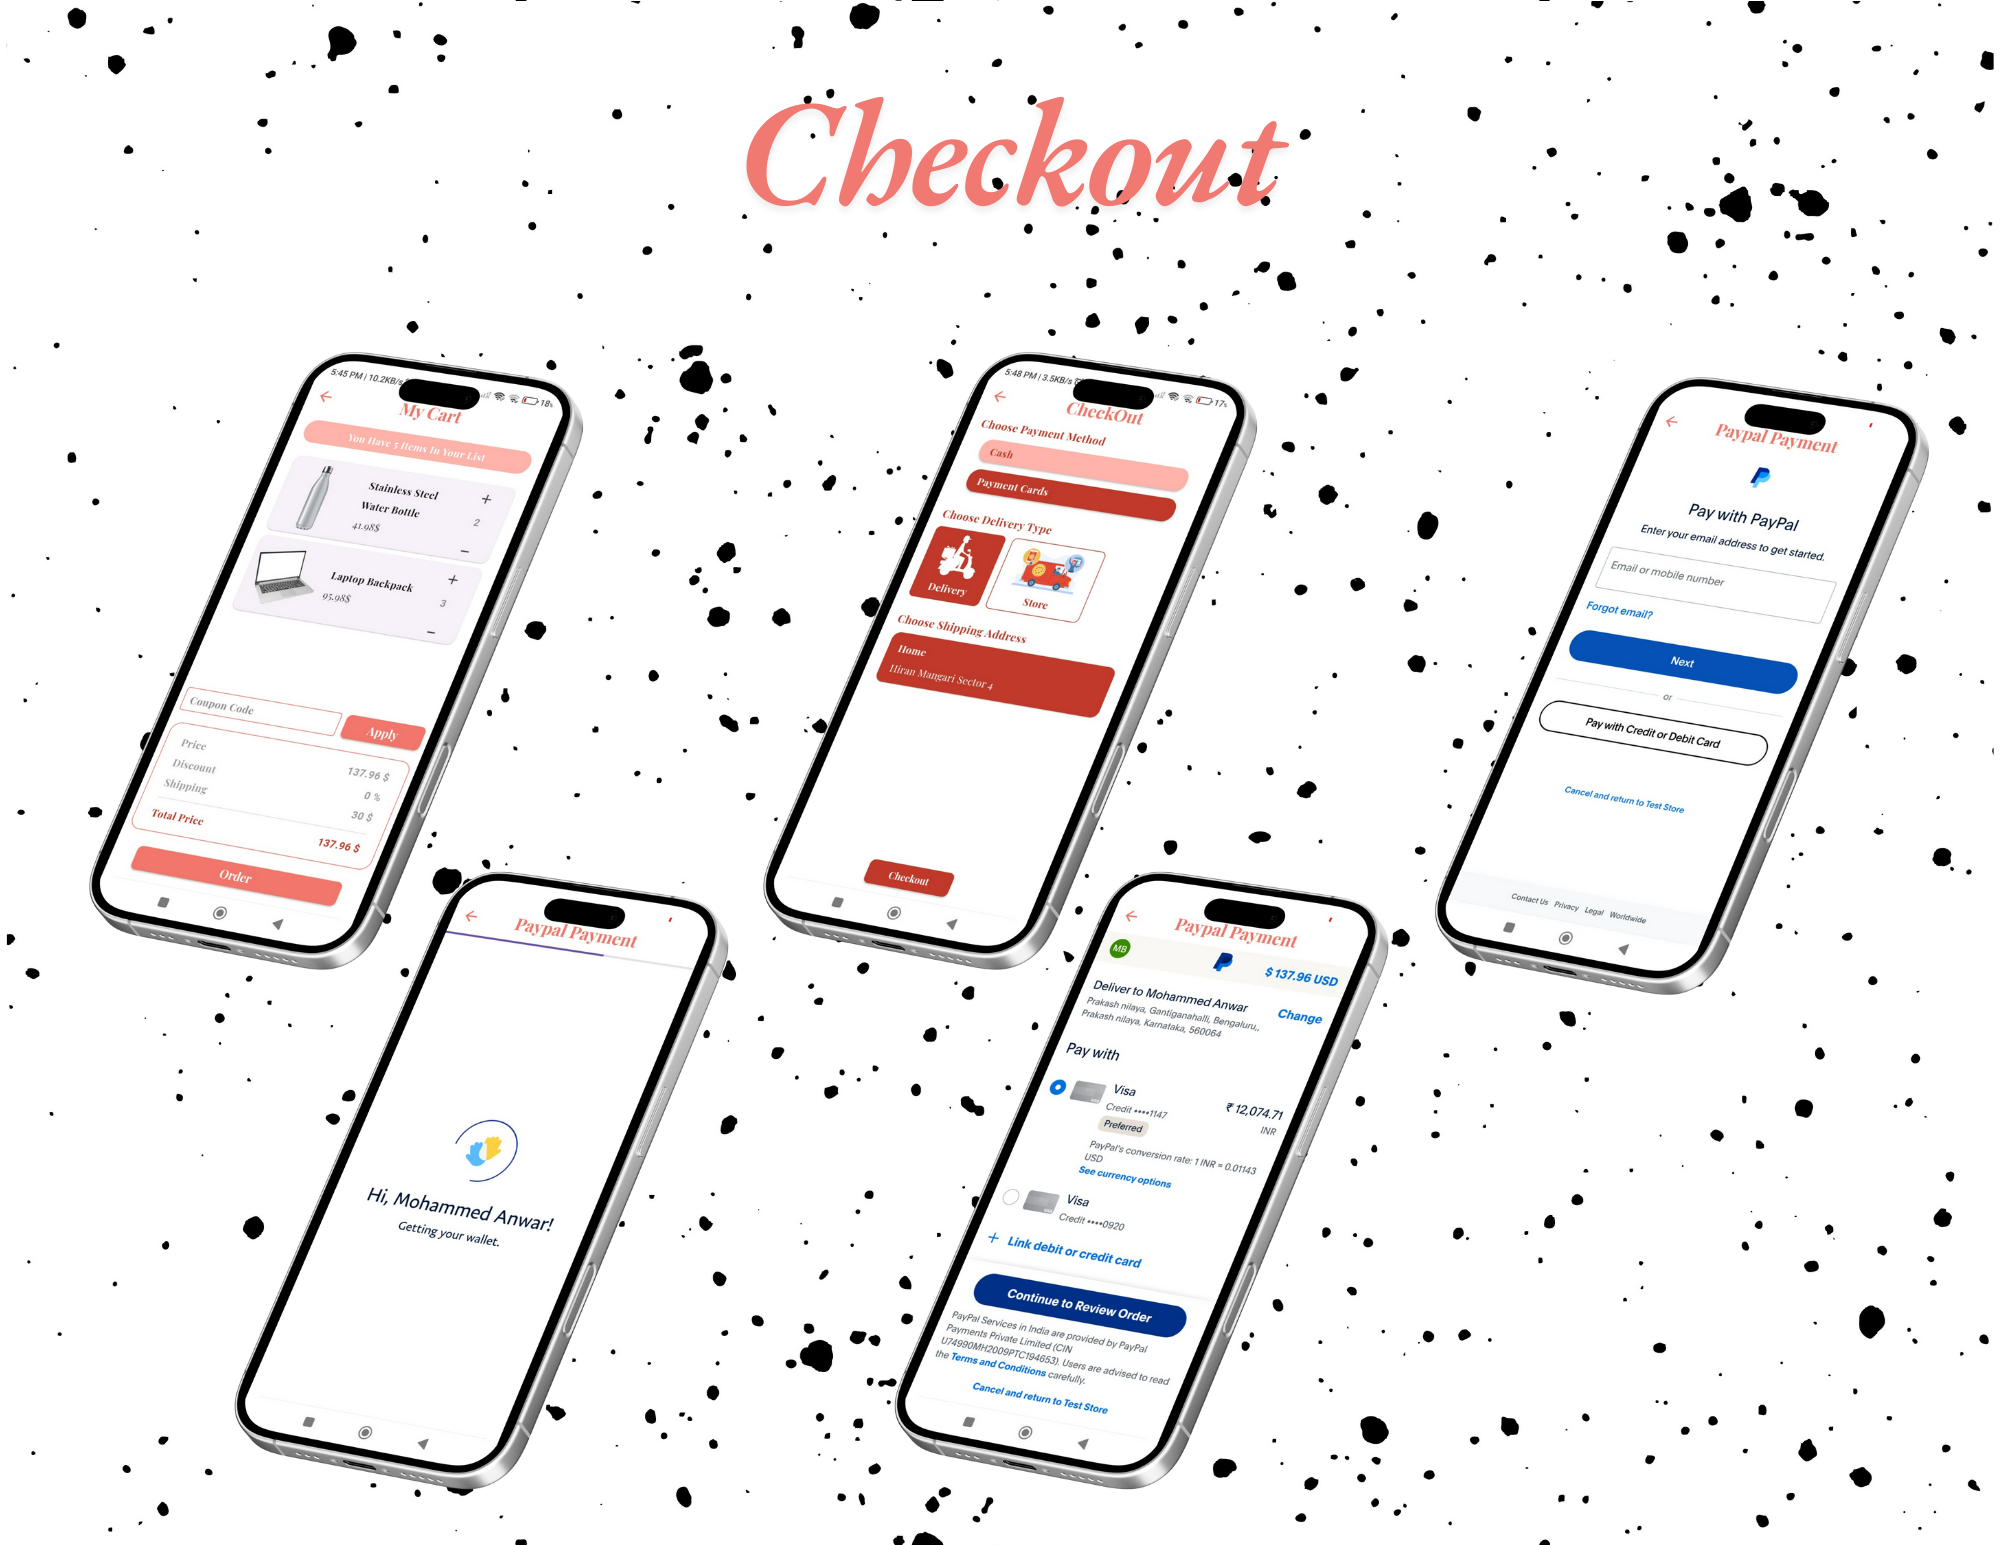 Checkout
5:45 PM | 10.2KB/s
18%
My Cart
You Have 5 Items In Your List
Stainless Steel
Water Bottle
41.98$
+
2
−
Laptop Backpack
95.98$
+
3
−
Coupon Code
Apply
Price 137.96 $
Discount 0 %
Shipping 30 $
Total Price 137.96 $
Order
5:48 PM | 3.5KB/s
17%
CheckOut
Choose Payment Method
Cash
Payment Cards
Choose Delivery Type
Delivery
Store
Choose Shipping Address
Home
Hiran Mangari Sector 4
Checkout
Paypal Payment
Pay with PayPal
Enter your email address to get started.
Email or mobile number
Forgot email?
Next
or
Pay with Credit or Debit Card
Cancel and return to Test Store
Contact Us Privacy Legal Worldwide
Paypal Payment
Hi, Mohammed Anwar!
Getting your wallet.
Paypal Payment
MB
$ 137.96 USD
Deliver to Mohammed Anwar
Prakash nilaya, Gantiganahalli, Bengaluru,,
Prakash nilaya, Karnataka, 560064
Change
Pay with
Visa
Credit ••••1147
Preferred
₹ 12,074.71
INR
PayPal's conversion rate: 1 INR = 0.01143
USD
See currency options
Visa
Credit ••••0920
+ Link debit or credit card
Continue to Review Order
PayPal Services in India are provided by PayPal
Payments Private Limited (CIN
U74990MH2009PTC194653). Users are advised to read
the Terms and Conditions carefully.
Cancel and return to Test Store